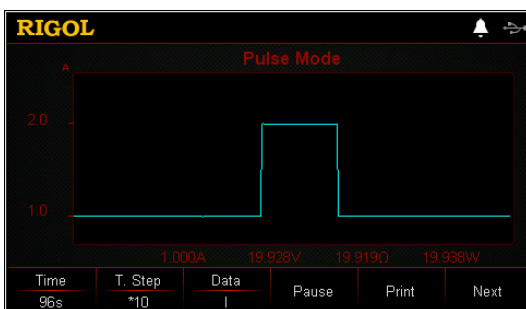 RIGOL
Pulse Mode
A
2.0
1.0
1.000A 19.928V 19.919Ω 19.938W
Time T. Step Data Pause Print Next
96s *10 I